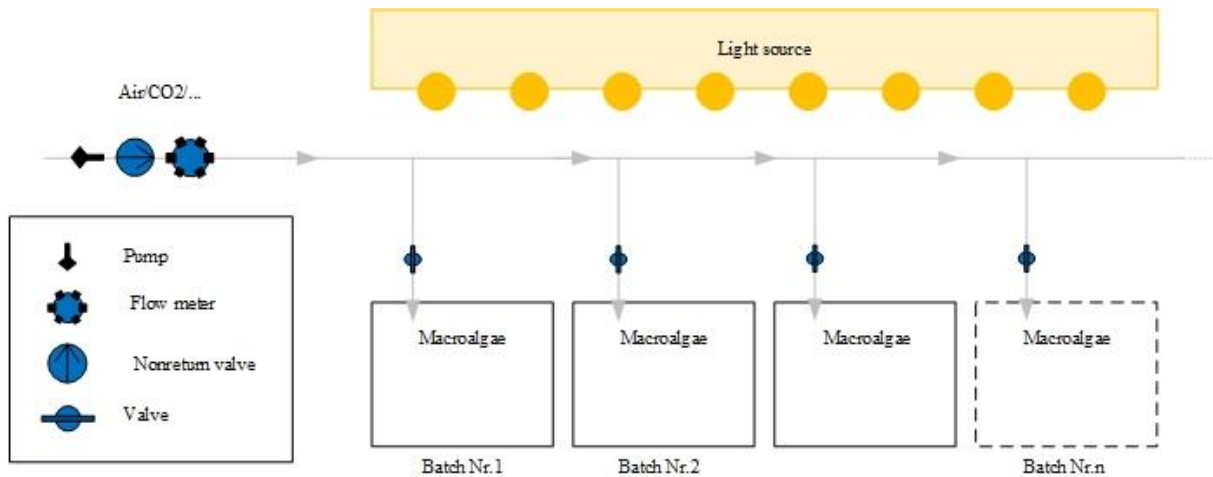 Light source
Air/CO2/...
Pump
Flow meter
Nonreturn valve
Valve
Macroalgae
Macroalgae
Macroalgae
Macroalgae
Batch Nr.1
Batch Nr.2
Batch Nr.n